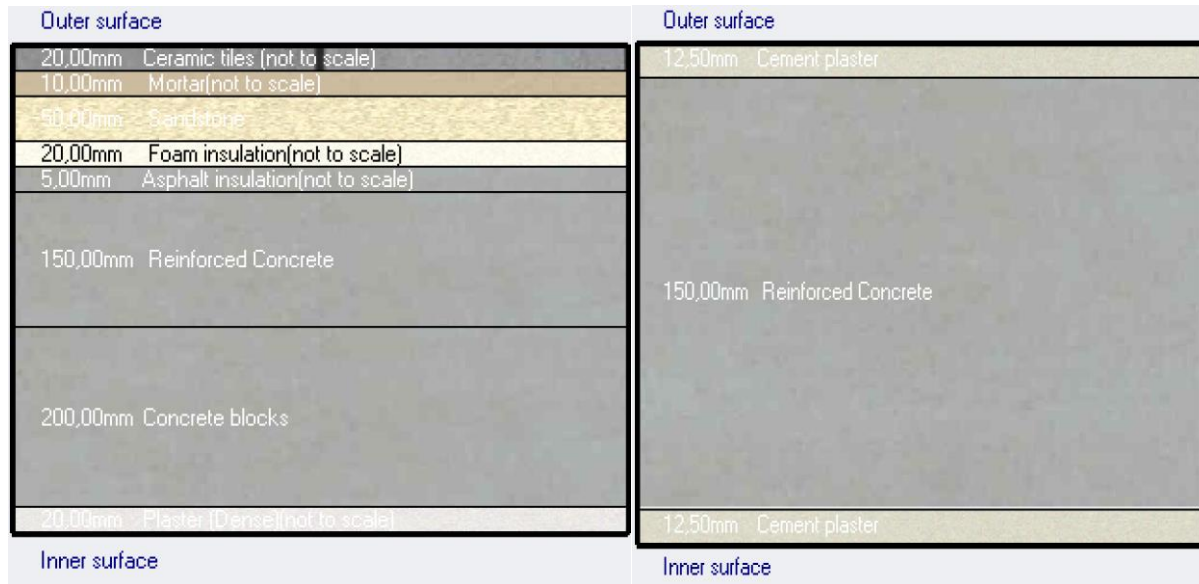 Outer surface
20,00mm Ceramic tiles (not to scale)
10,00mm Mortar(not to scale)
50,00mm Sandstone
20,00mm Foam insulation(not to scale)
5,00mm Asphalt insulation(not to scale)
150,00mm Reinforced Concrete
200,00mm Concrete blocks
20,00mm Plaster (Dense)(not to scale)
Inner surface
Outer surface
12,50mm Cement plaster
150,00mm Reinforced Concrete
12,50mm Cement plaster
Inner surface